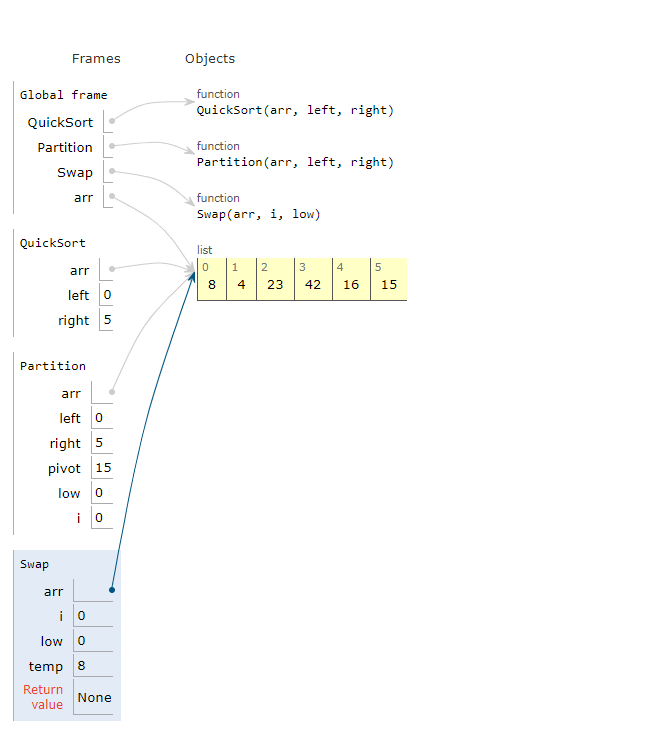 Frames Objects
Global frame
QuickSort
Partition
Swap
arr
function
QuickSort(arr, left, right)
function
Partition(arr, left, right)
function
Swap(arr, i, low)
list
0 1 2 3 4 5
8 4 23 42 16 15
QuickSort
arr
left 0
right 5
Partition
arr
left 0
right 5
pivot 15
low 0
i 0
Swap
arr
i 0
low 0
temp 8
Return
value None